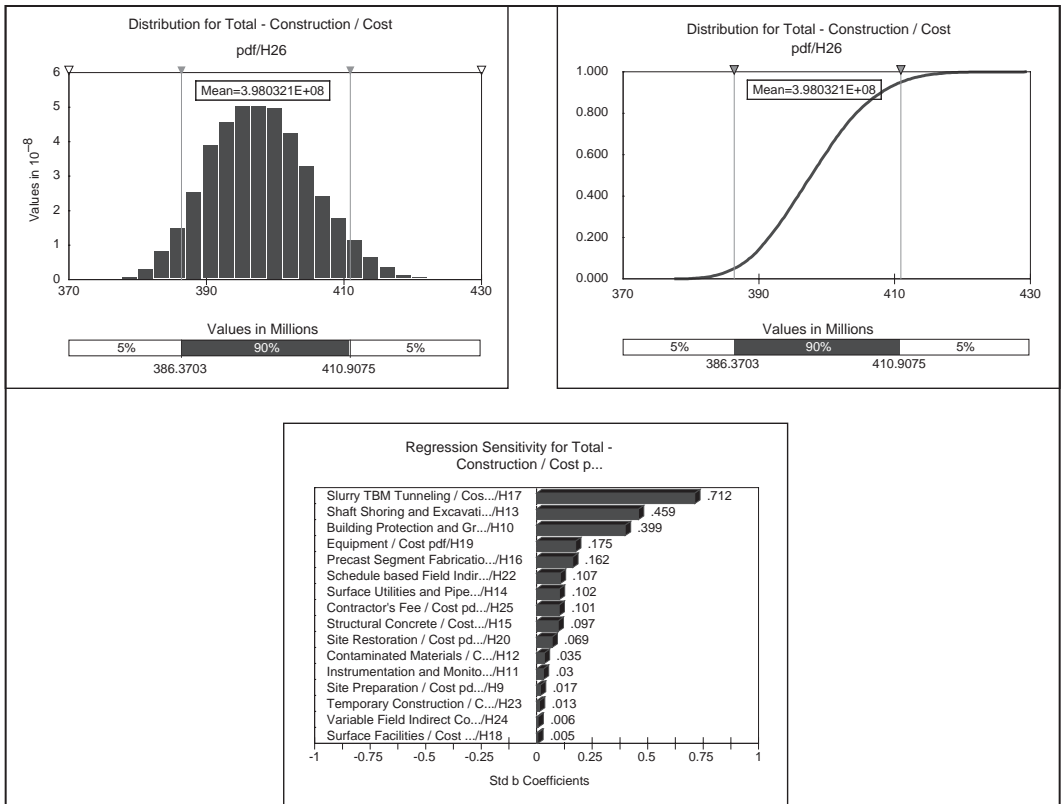 Distribution for Total - Construction / Cost
pdf/H26
Mean=3.980321E+08
Values in 10⁻⁸
6
5
4
3
2
1
0
370
390
410
430
Values in Millions
5%
90%
5%
386.3703
410.9075
Distribution for Total - Construction / Cost
pdf/H26
Mean=3.980321E+08
1.000
0.800
0.600
0.400
0.200
0.000
370
390
410
430
Values in Millions
5%
90%
5%
386.3703
410.9075
Regression Sensitivity for Total -
Construction / Cost p...
Slurry TBM Tunneling / Cos.../H17 .712
Shaft Shoring and Excavati.../H13 .459
Building Protection and Gr.../H10 .399
Equipment / Cost pdf/H19 .175
Precast Segment Fabricatio.../H16 .162
Schedule based Field Indir.../H22 .107
Surface Utilities and Pipe.../H14 .102
Contractor's Fee / Cost pd.../H25 .101
Structural Concrete / Cost.../H15 .097
Site Restoration / Cost pd.../H20 .069
Contaminated Materials / C.../H12 .035
Instrumentation and Monito.../H11 .03
Site Preparation / Cost pd.../H9 .017
Temporary Construction / C.../H23 .013
Variable Field Indirect Co.../H24 .006
Surface Facilities / Cost .../H18 .005
-1 -0.75 -0.5 -0.25 0 0.25 0.5 0.75 1
Std b Coefficients